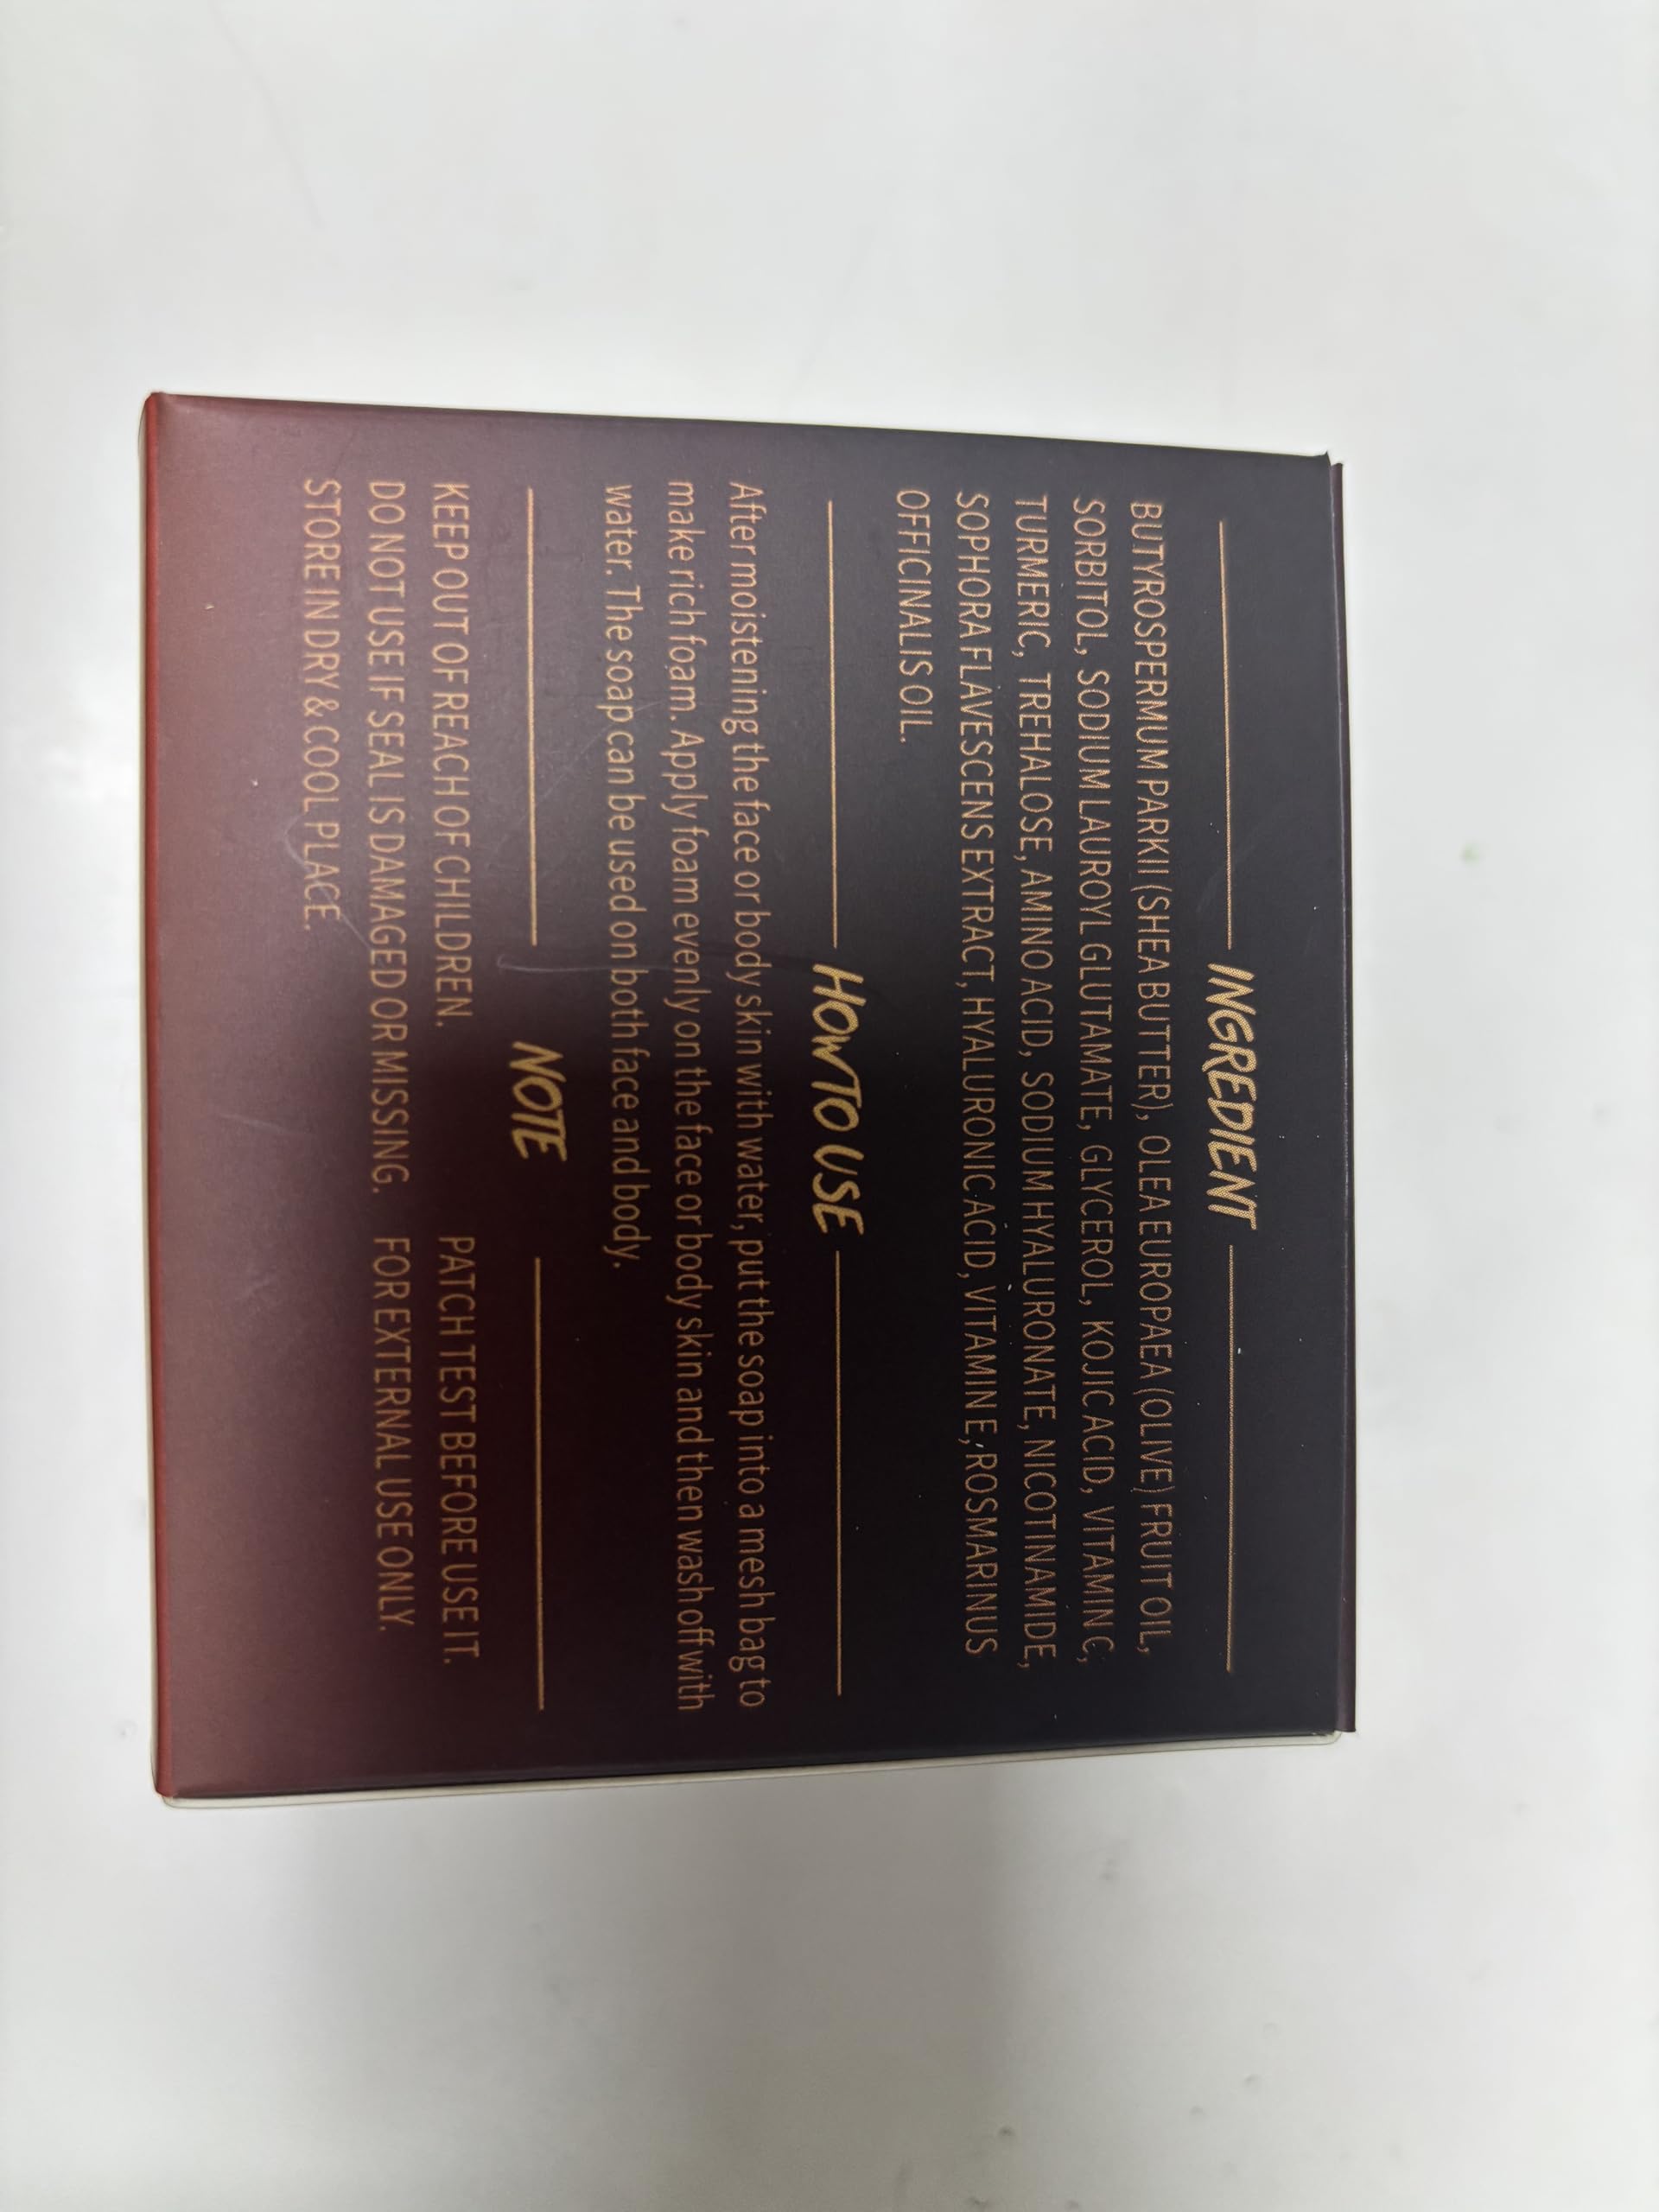 INGREDIENT
BUTYROSPERMUM PARKII (SHEA BUTTER), OLEA EUROPAEA (OLIVE) FRUIT OIL,
SORBITOL, SODIUM LAUROYL GLUTAMATE, GLYCEROL, KOJIC ACID, VITAMIN C,
TURMERIC, TREHALOSE, AMINO ACID, SODIUM HYALURONATE, NICOTINAMIDE,
SOPHORA FLAVESCENS EXTRACT, HYALURONIC ACID, VITAMIN E, ROSMARINUS
OFFICINALIS OIL.
HOW TO USE
After moistening the face or body skin with water, put the soap into a mesh bag to
make rich foam. Apply foam evenly on the face or body skin and then wash off with
water. The soap can be used on both face and body.
NOTE
KEEP OUT OF REACH OF CHILDREN. PATCH TEST BEFORE USE IT.
DO NOT USE IF SEAL IS DAMAGED OR MISSING. FOR EXTERNAL USE ONLY.
STORE IN DRY & COOL PLACE.